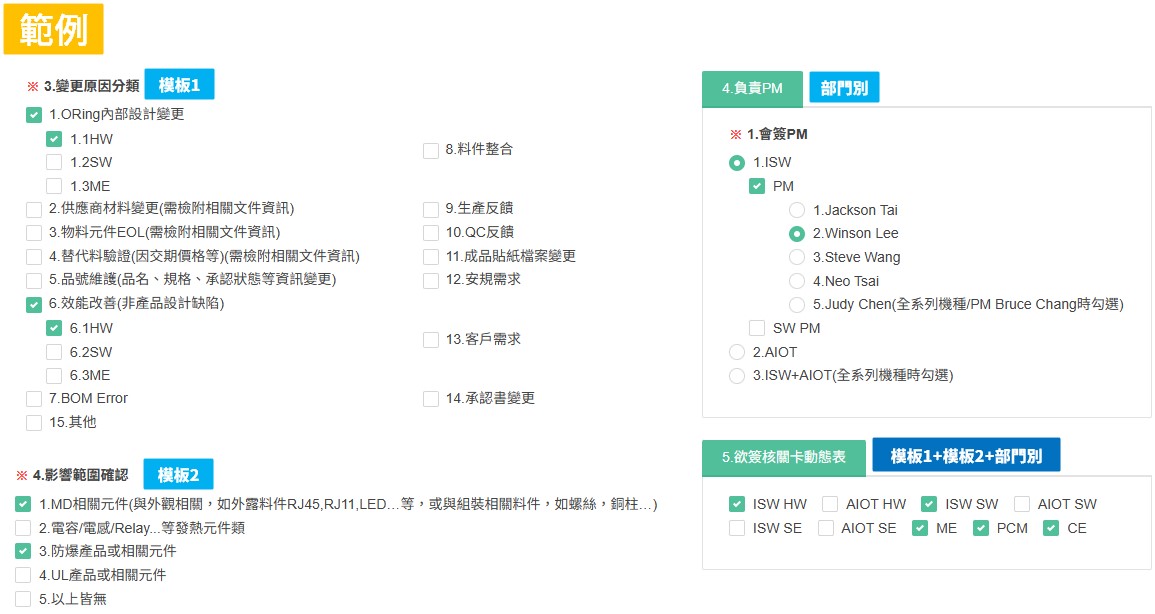 範例
※ 3.變更原因分類 模板1
1.ORing內部設計變更
1.1HW
1.2SW
1.3ME
8.料件整合
2.供應商材料變更(需檢附相關文件資訊)
9.生產反饋
3.物料元件EOL(需檢附相關文件資訊)
10.QC反饋
4.替代料驗證(因交期價格等)(需檢附相關文件資訊)
11.成品貼紙檔案變更
5.品號維護(品名、規格、承認狀態等資訊變更)
12.安規需求
6.效能改善(非產品設計缺陷)
6.1HW
6.2SW
6.3ME
13.客戶需求
7.BOM Error
14.承認書變更
15.其他
※ 4.影響範圍確認 模板2
1.MD相關元件(與外觀相關，如外露料件RJ45,RJ11,LED…等，或與組裝相關料件，如螺絲，銅柱…)
2.電容/電感/Relay...等發熱元件類
3.防爆產品或相關元件
4.UL產品或相關元件
5.以上皆無
4.負責PM 部門別
※ 1.會簽PM
1.ISW
PM
1.Jackson Tai
2.Winson Lee
3.Steve Wang
4.Neo Tsai
5.Judy Chen(全系列機種/PM Bruce Chang時勾選)
SW PM
2.AIOT
3.ISW+AIOT(全系列機種時勾選)
5.欲簽核關卡動態表 模板1+模板2+部門別
ISW HW AIOT HW ISW SW AIOT SW
ISW SE AIOT SE ME PCM CE